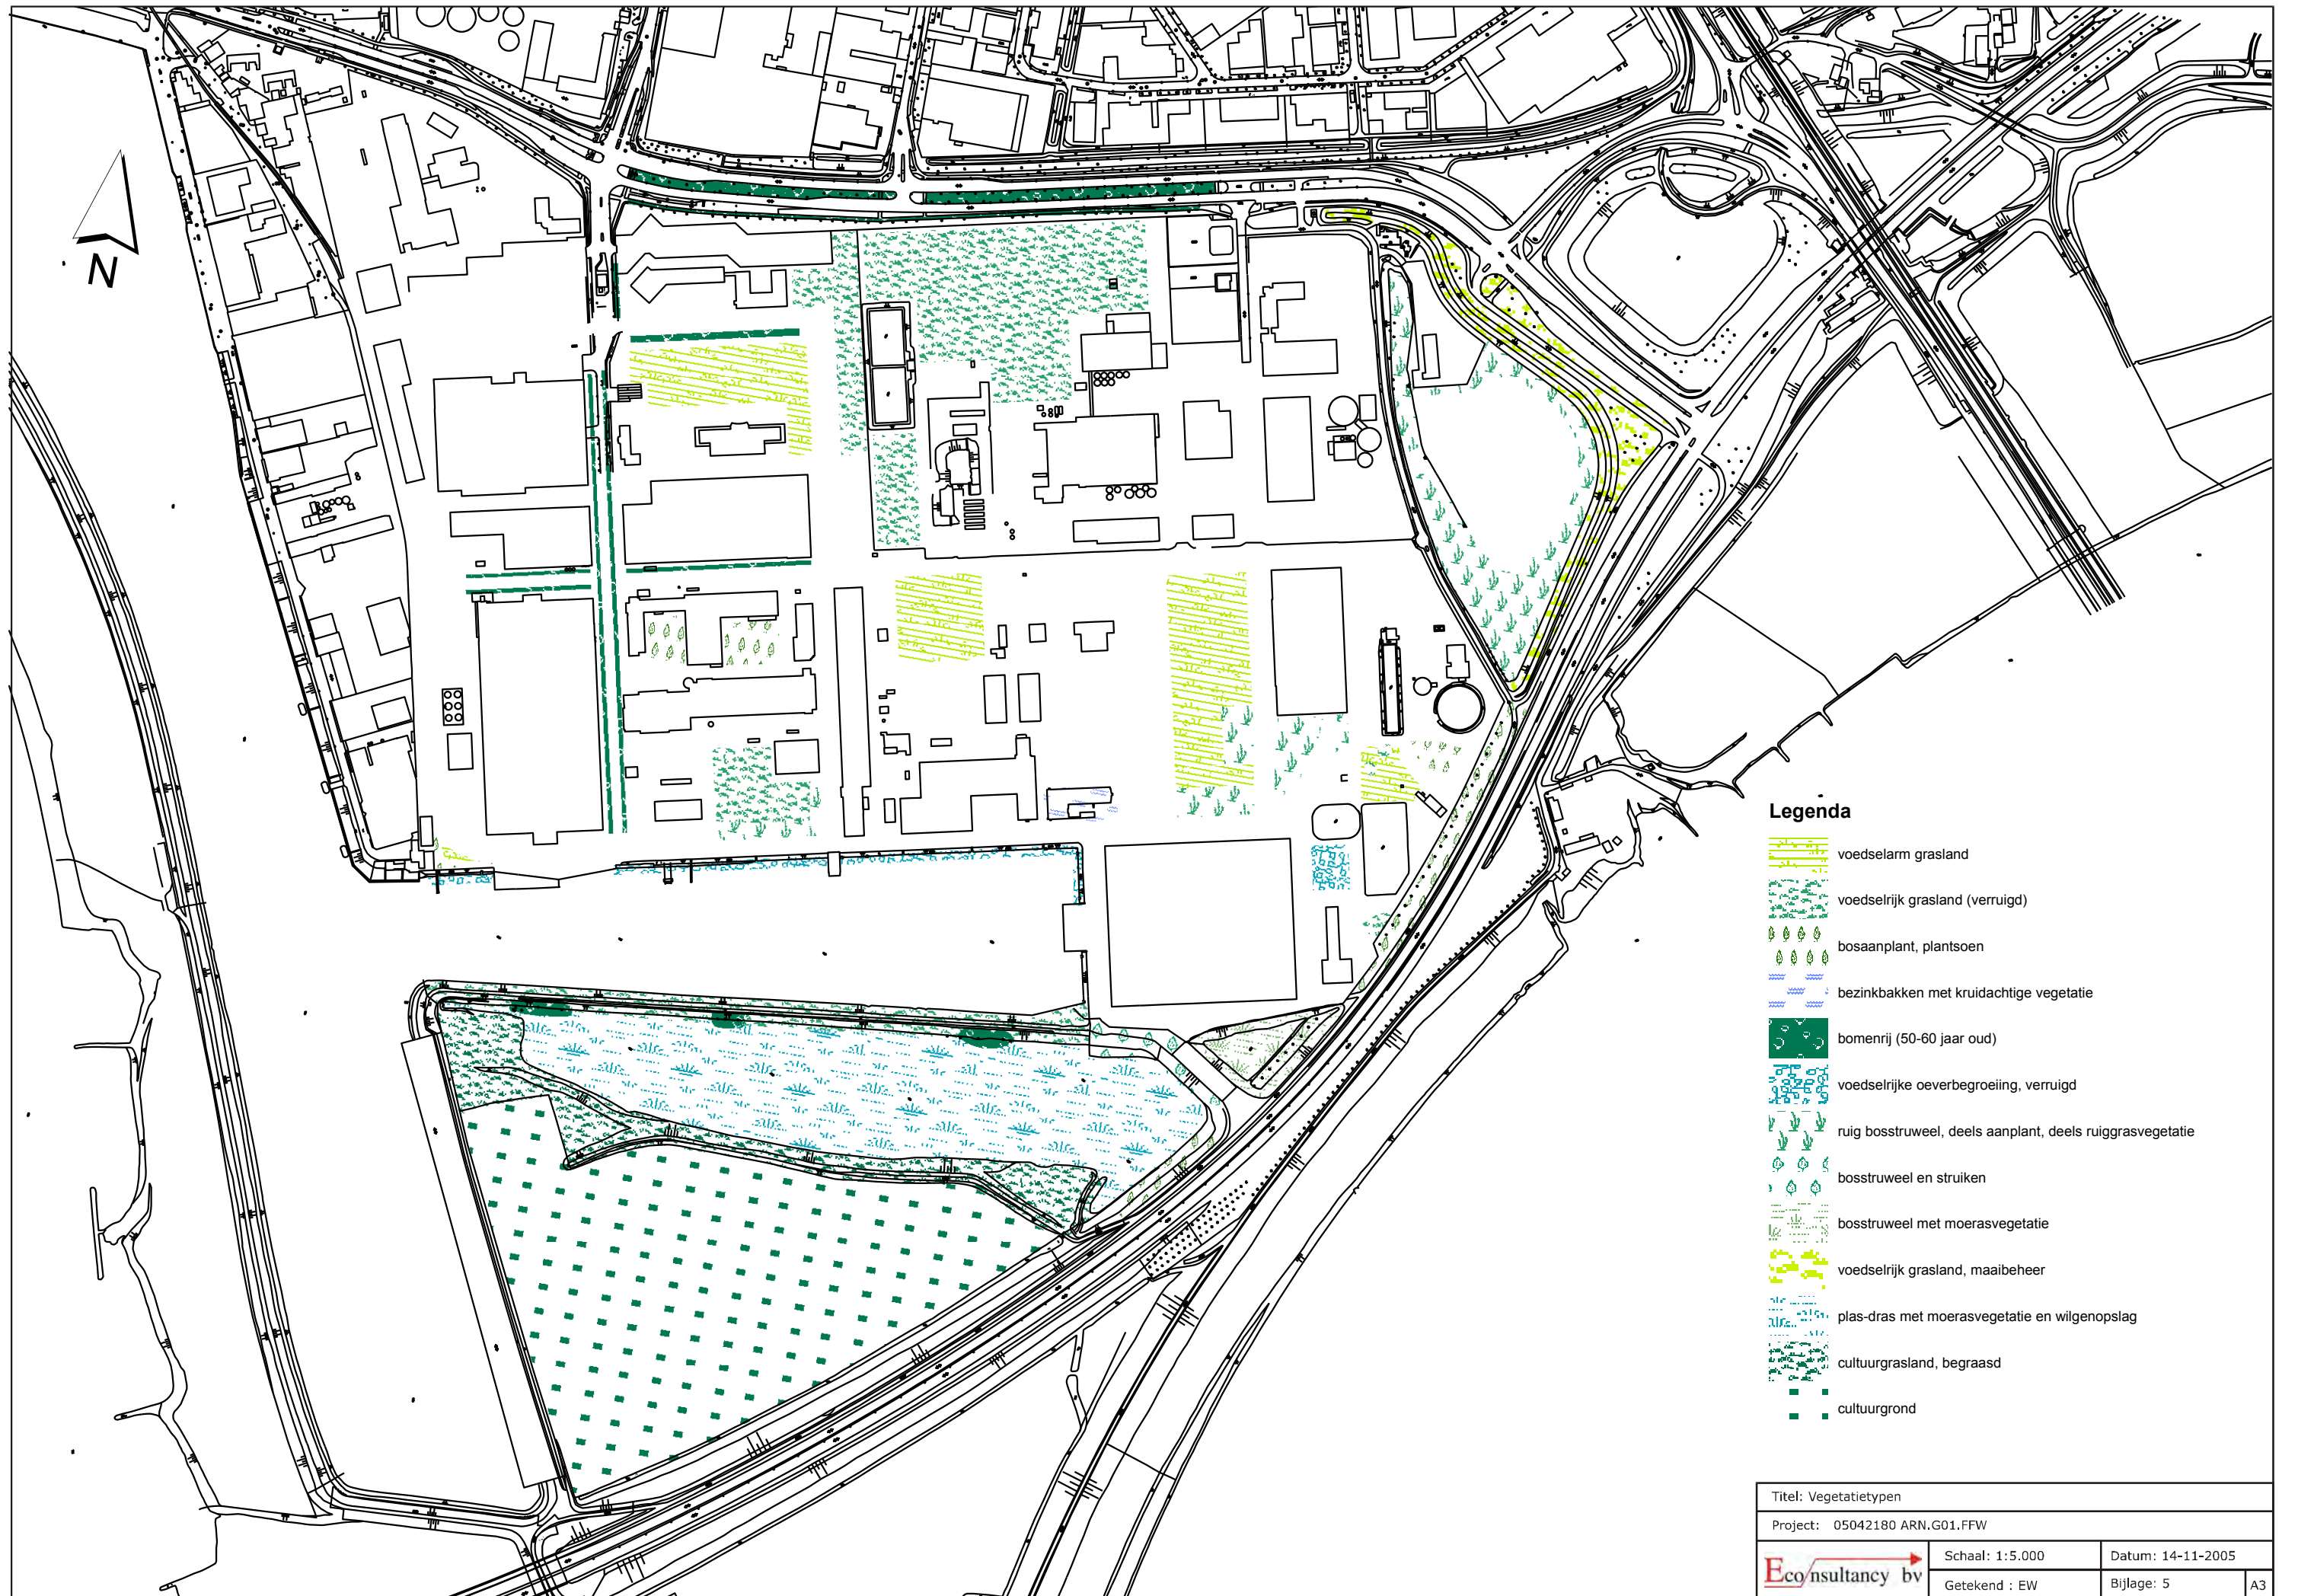 N
Legenda
voedselarm grasland
voedselrijk grasland (verruigd)
bosaanplant, plantsoen
bezinkbakken met kruidachtige vegetatie
bomenrij (50-60 jaar oud)
voedselrijke oeverbegroeiing, verruigd
ruig bosstruweel, deels aanplant, deels ruiggrasvegetatie
bosstruweel en struiken
bosstruweel met moerasvegetatie
voedselrijk grasland, maaibeheer
plas-dras met moerasvegetatie en wilgenopslag
cultuurgrasland, begraasd
cultuurgrond
Titel: Vegetatietypen
Project: 05042180 ARN.G01.FFW
Econsultancy bv
Schaal: 1:5.000
Datum: 14-11-2005
Getekend : EW
Bijlage: 5
A3